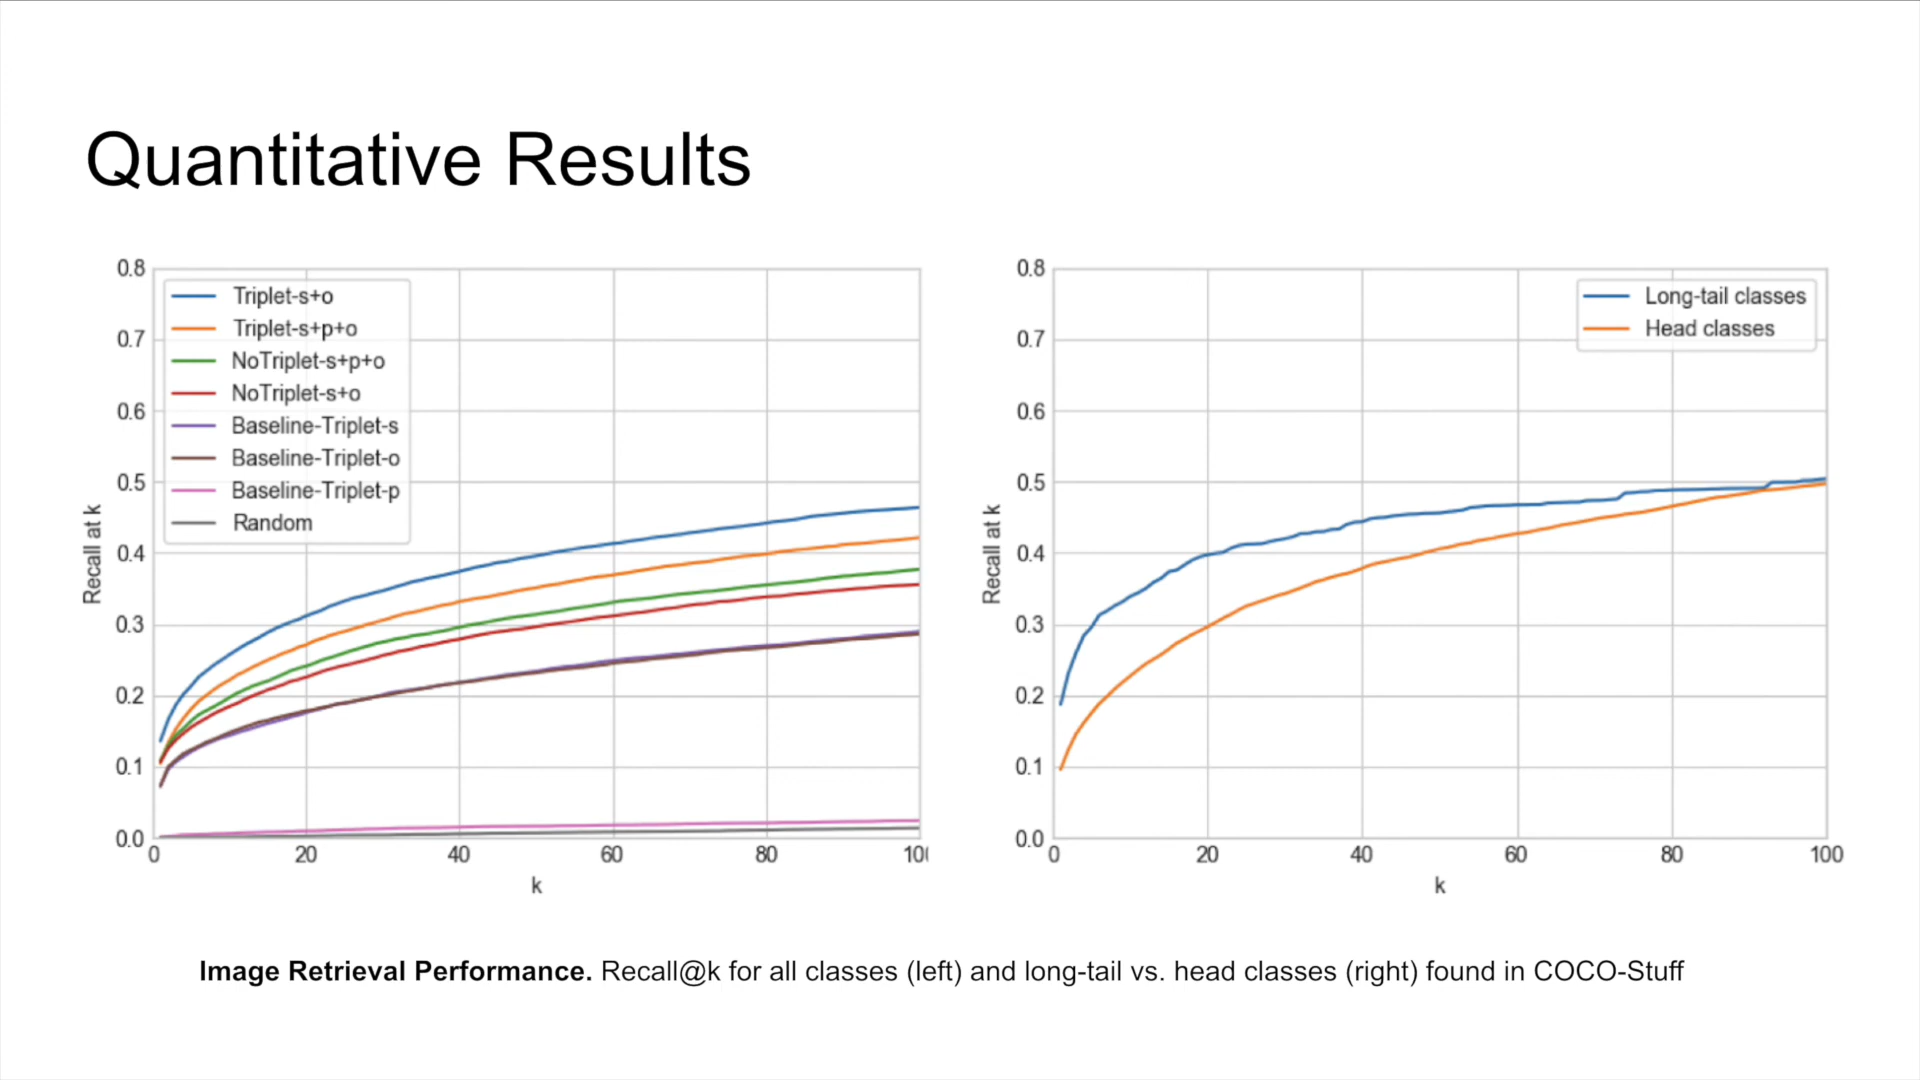 Quantitative Results
0.8
0.7
0.6
0.5
0.4
0.3
0.2
0.1
0.0
Recall at k
Triplet-s+o
Triplet-s+p+o
NoTriplet-s+p+o
NoTriplet-s+o
Baseline-Triplet-s
Baseline-Triplet-o
Baseline-Triplet-p
Random
0 20 40 60 80 100
k
0.8
0.7
0.6
0.5
0.4
0.3
0.2
0.1
0.0
Recall at k
Long-tail classes
Head classes
0 20 40 60 80 100
k
Image Retrieval Performance. Recall@k for all classes (left) and long-tail vs. head classes (right) found in COCO-Stuff